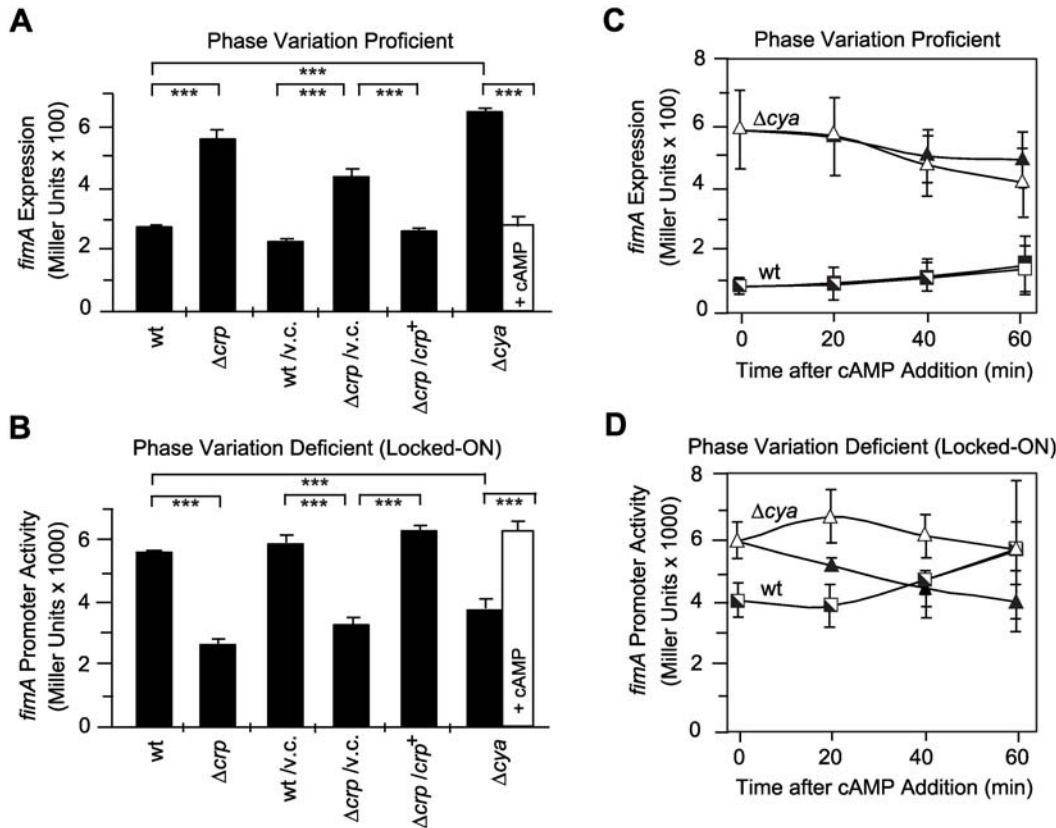 A
Phase Variation Proficient
***
*** *** *** ***
fimA Expression
(Miller Units x 100)
6
4
2
0
+ cAMP
wt
Δcrp
wt /v.c.
Δcrp /v.c.
Δcrp /crp+
Δcya
B
Phase Variation Deficient (Locked-ON)
***
*** *** *** ***
fimA Promoter Activity
(Miller Units x 1000)
6
4
2
0
+ cAMP
wt
Δcrp
wt /v.c.
Δcrp /v.c.
Δcrp /crp+
Δcya
C
Phase Variation Proficient
fimA Expression
(Miller Units x 100)
8
6
4
2
0
Δcya
wt
0 20 40 60
Time after cAMP Addition (min)
D
Phase Variation Deficient (Locked-ON)
fimA Promoter Activity
(Miller Units x 1000)
8
6
4
2
0
Δcya
wt
0 20 40 60
Time after cAMP Addition (min)